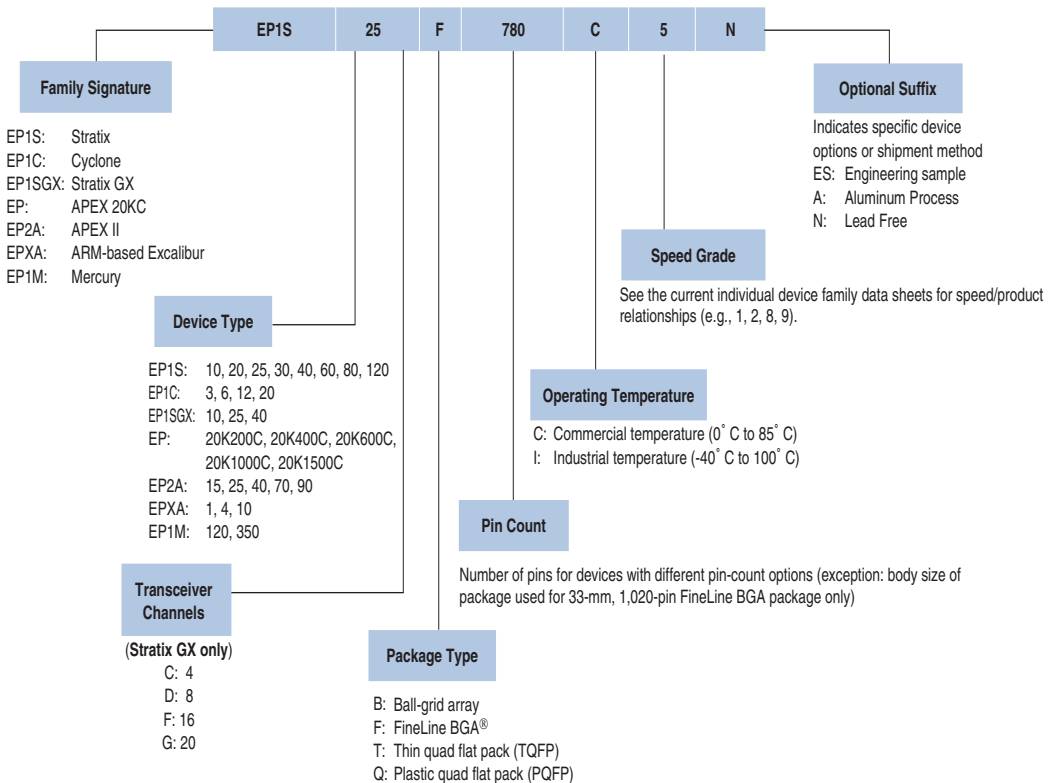 EP1S 25 F 780 C 5 N
Family Signature
EP1S: Stratix
EP1C: Cyclone
EP1SGX: Stratix GX
EP: APEX 20KC
EP2A: APEX II
EPXA: ARM-based Excalibur
EP1M: Mercury
Optional Suffix
Indicates specific device
options or shipment method
ES: Engineering sample
A: Aluminum Process
N: Lead Free
Speed Grade
See the current individual device family data sheets for speed/product
relationships (e.g., 1, 2, 8, 9).
Device Type
EP1S: 10, 20, 25, 30, 40, 60, 80, 120
EP1C: 3, 6, 12, 20
EP1SGX: 10, 25, 40
EP: 20K200C, 20K400C, 20K600C,
20K1000C, 20K1500C
EP2A: 15, 25, 40, 70, 90
EPXA: 1, 4, 10
EP1M: 120, 350
Operating Temperature
C: Commercial temperature (0˚ C to 85˚ C)
I: Industrial temperature (-40˚ C to 100˚ C)
Pin Count
Number of pins for devices with different pin-count options (exception: body size of
package used for 33-mm, 1,020-pin FineLine BGA package only)
Transceiver
Channels
(Stratix GX only)
C: 4
D: 8
F: 16
G: 20
Package Type
B: Ball-grid array
F: FineLine BGA®
T: Thin quad flat pack (TQFP)
Q: Plastic quad flat pack (PQFP)